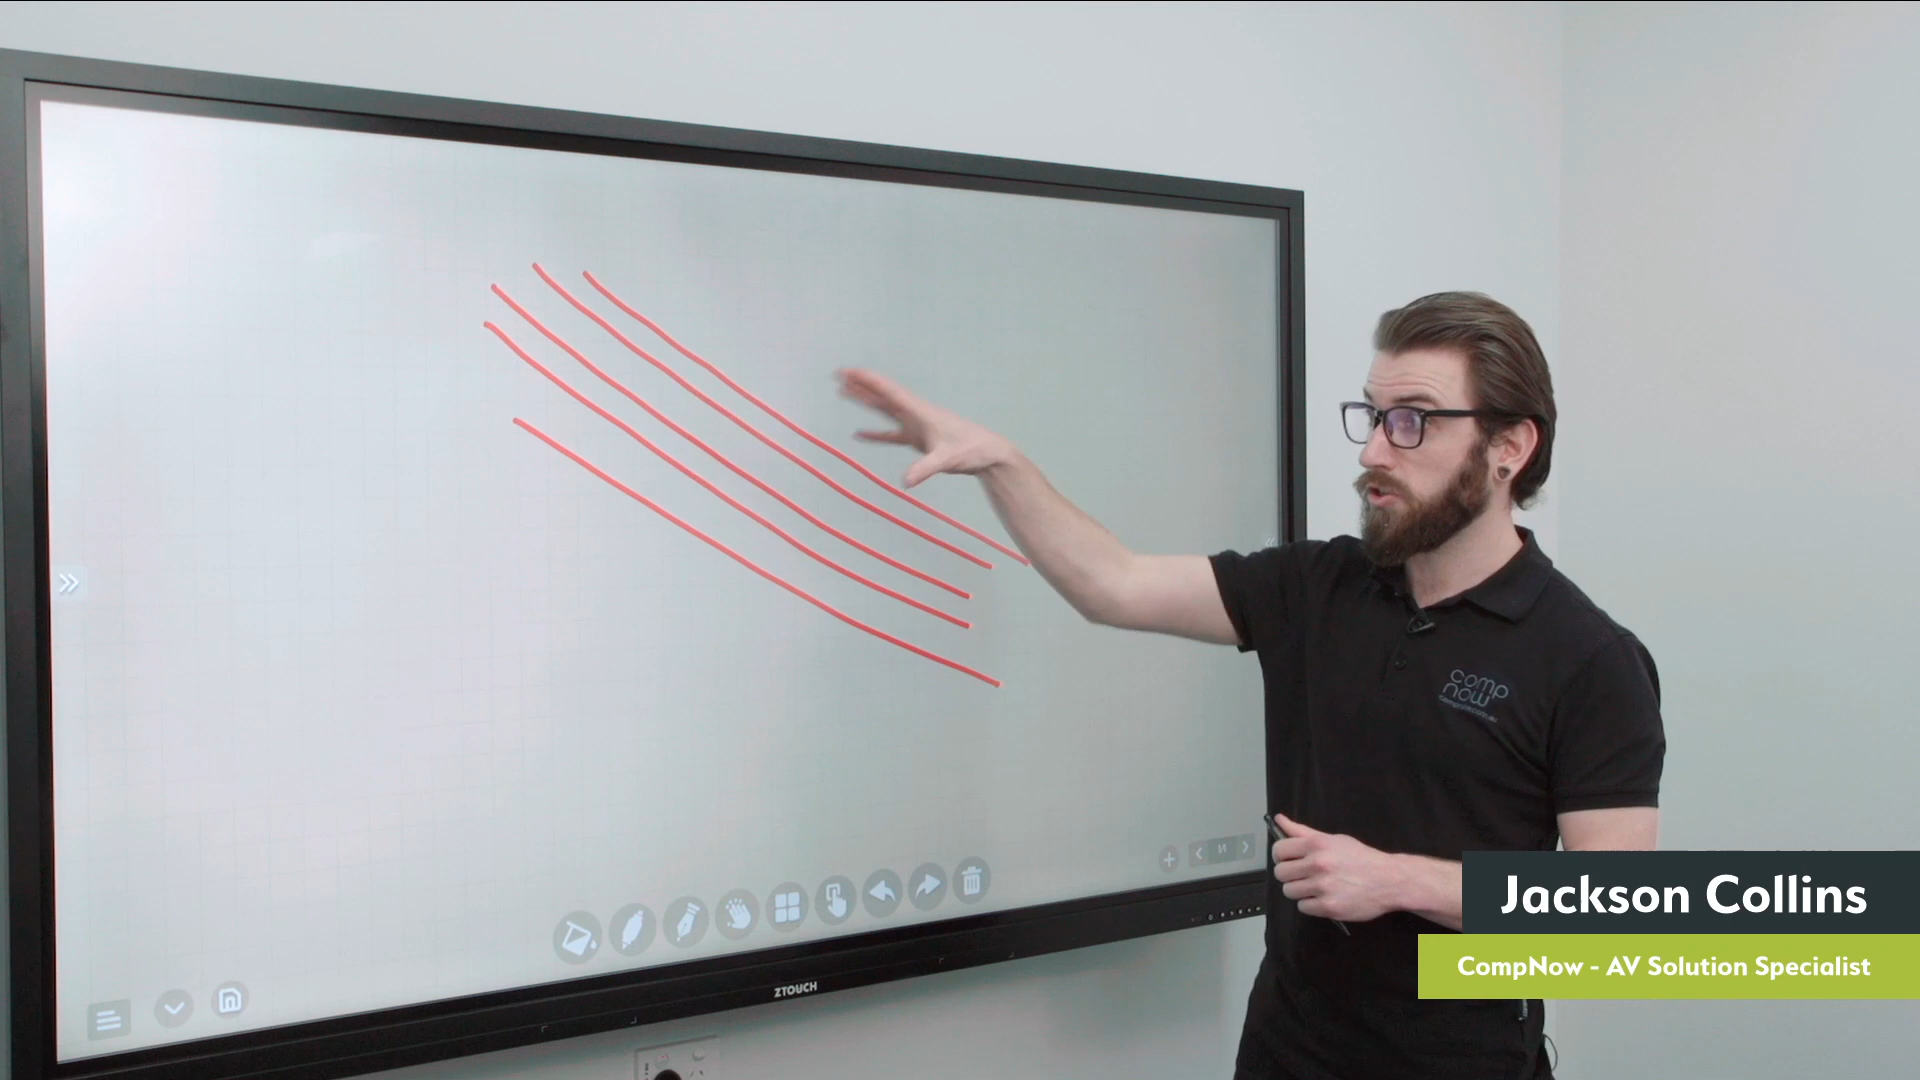 comp
now
Jackson Collins
CompNow - AV Solution Specialist
ZTOUCH